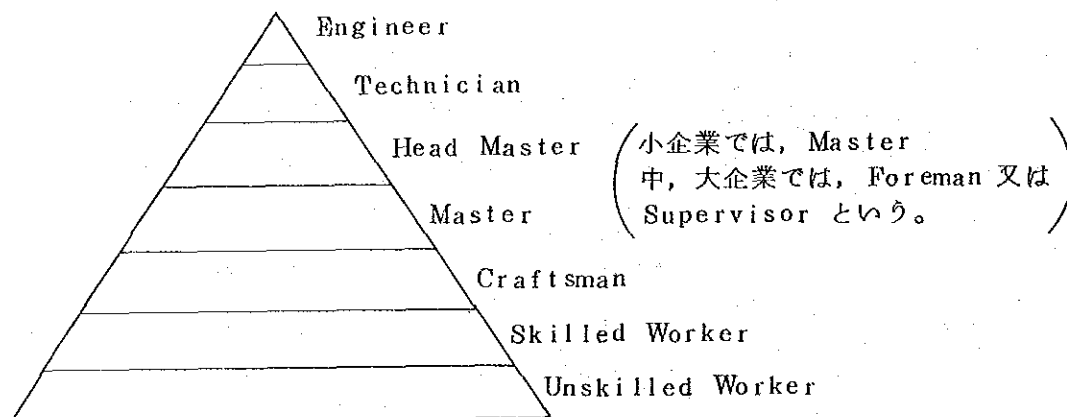 Engineer
Technician
Head Master
小企業では, Master
中, 大企業では, Foreman 又は
Supervisor という。
Master
Craftsman
Skilled Worker
Unskilled Worker